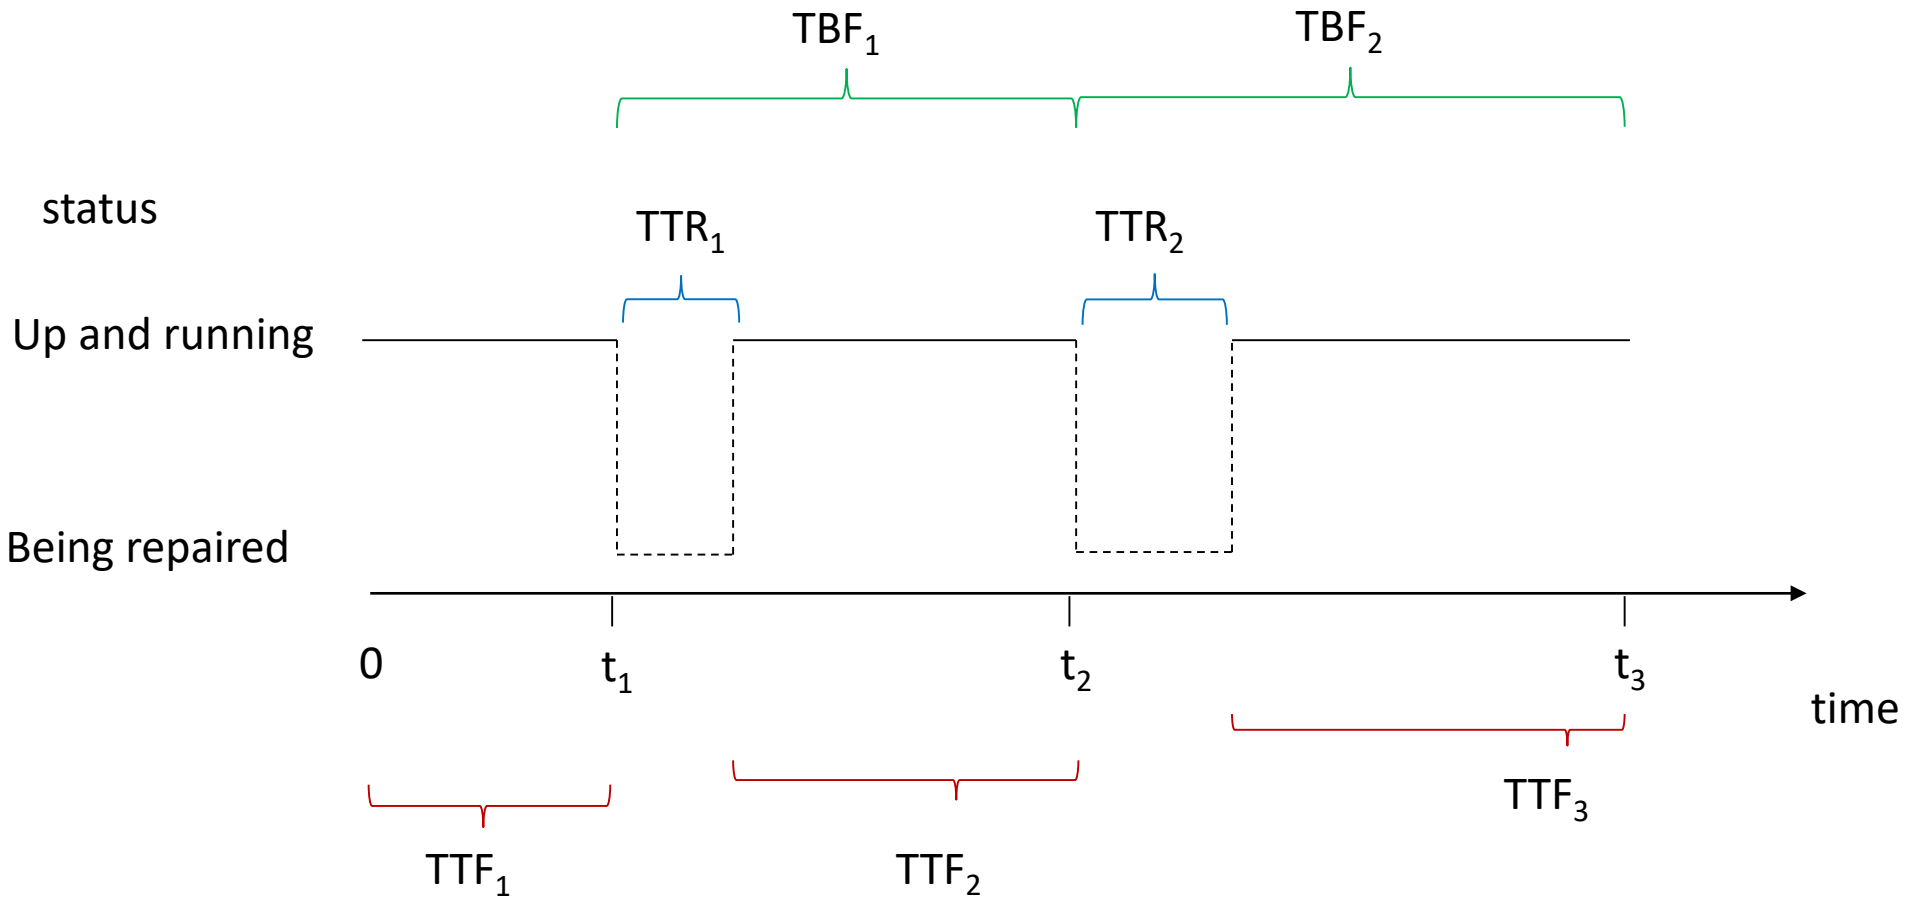 TBF₁
TBF₂
status
TTR₁
TTR₂
Up and running
Being repaired
0
t₁
t₂
t₃
time
TTF₃
TTF₁
TTF₂